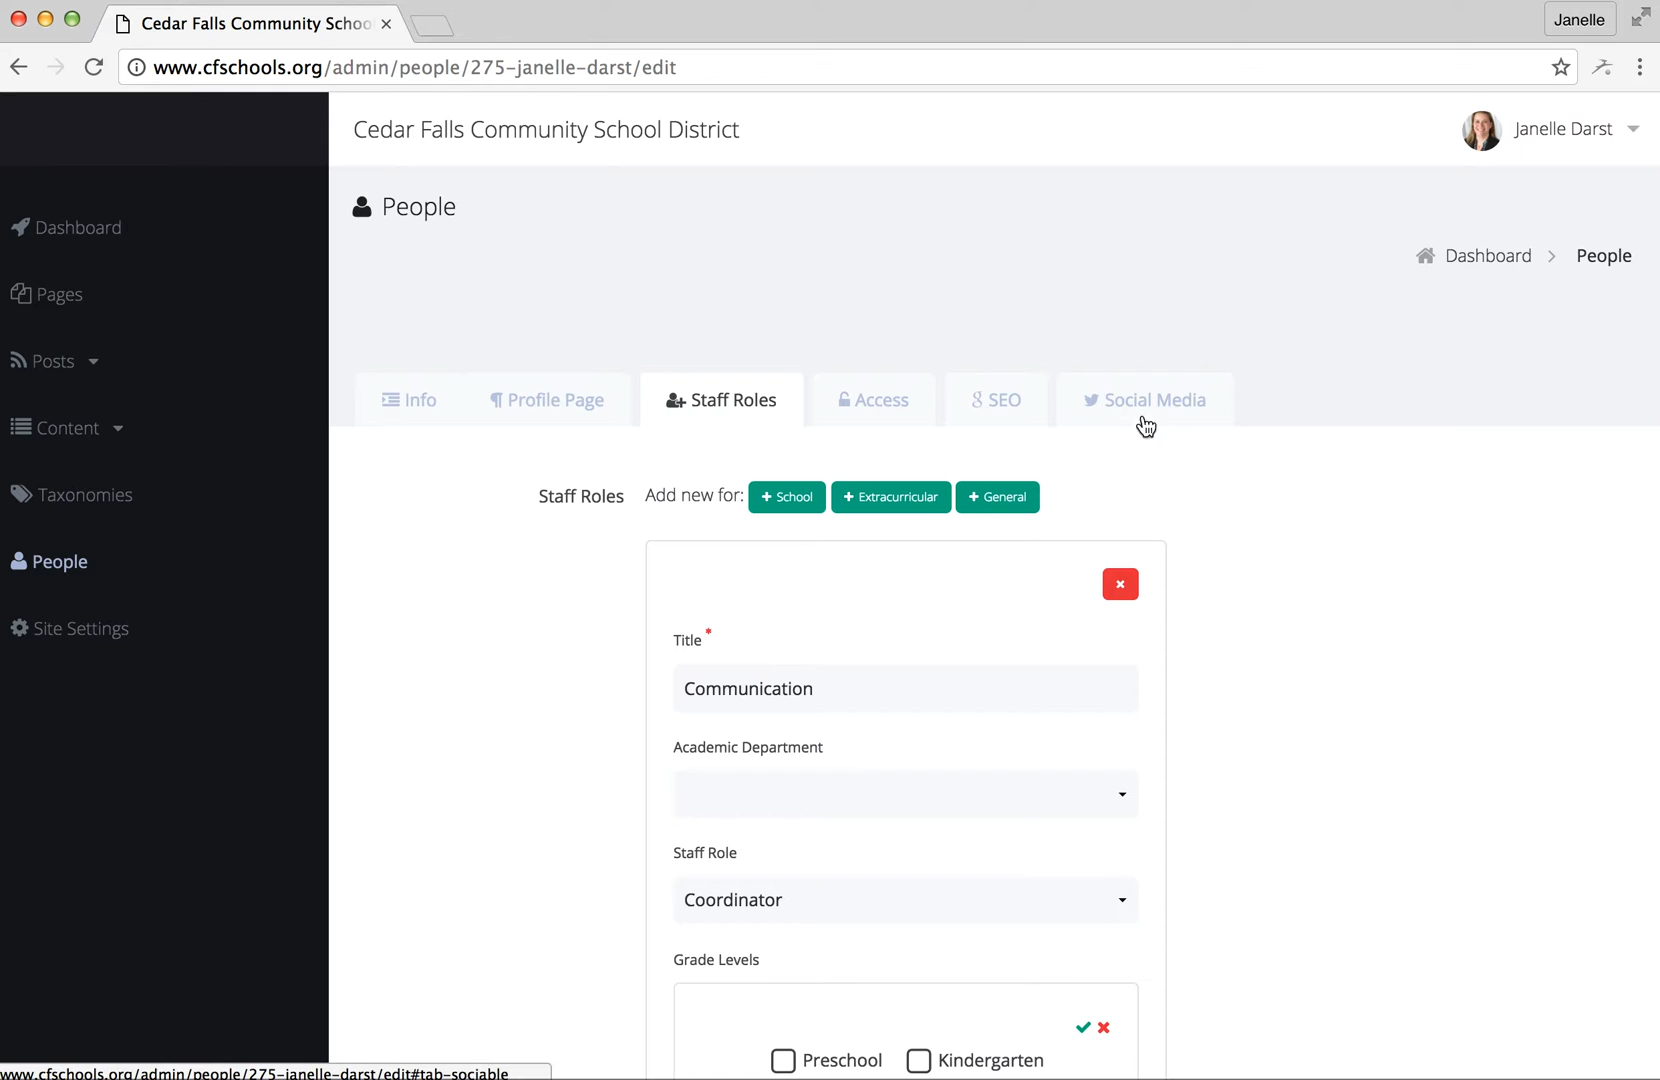 Cedar Falls Community Schoo
Janelle
www.cfschools.org/admin/people/275-janelle-darst/edit
Cedar Falls Community School District
Janelle Darst
People
Dashboard
Dashboard > People
Pages
Posts
Info
Profile Page
Staff Roles
Access
SEO
Social Media
Content
Taxonomies
Staff Roles
Add new for:
+ School
+ Extracurricular
+ General
People
Site Settings
Title *
Communication
Academic Department
Staff Role
Coordinator
Grade Levels
Preschool
Kindergarten
www.cfschools.org/admin/people/275-janelle-darst/edit#tab-sociable